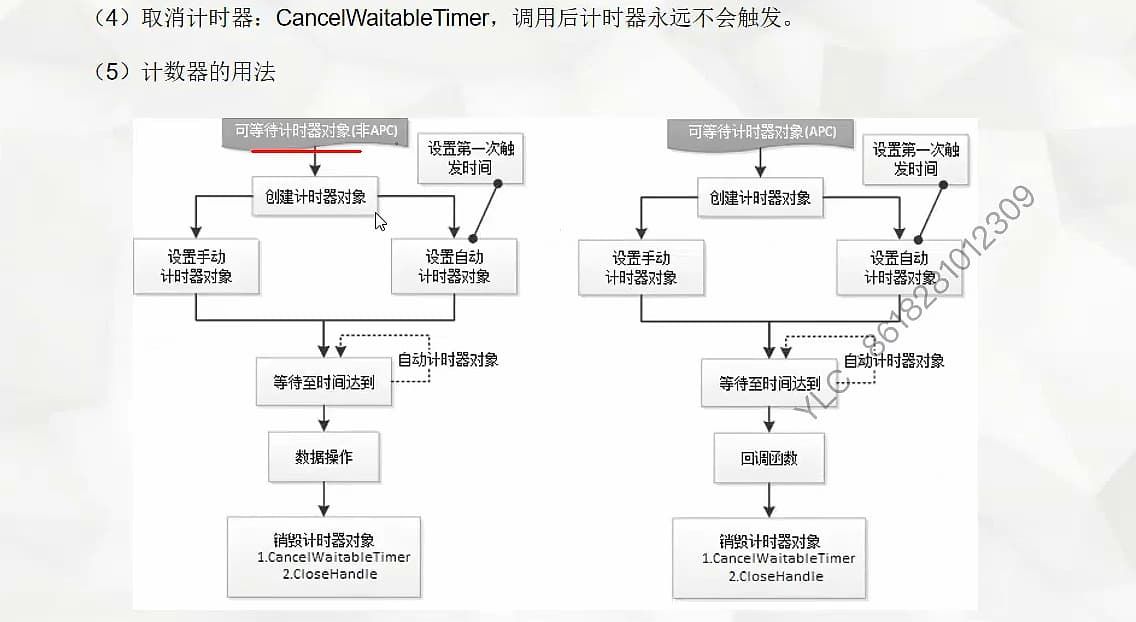 （4）取消计时器：CancelWaitableTimer，调用后计时器永远不会触发。
（5）计数器的用法
可等待计时器对象(非APC)
设置第一次触
发时间
创建计时器对象
设置手动
计时器对象
设置自动
计时器对象
自动计时器对象
等待至时间达到
数据操作
销毁计时器对象
1.CancelWaitableTimer
2.CloseHandle
可等待计时器对象(APC)
设置第一次触
发时间
创建计时器对象
设置手动
计时器对象
设置自动
计时器对象
自动计时器对象
等待至时间达到
回调函数
销毁计时器对象
1.CancelWaitableTimer
2.CloseHandle
YLC 8618281012309